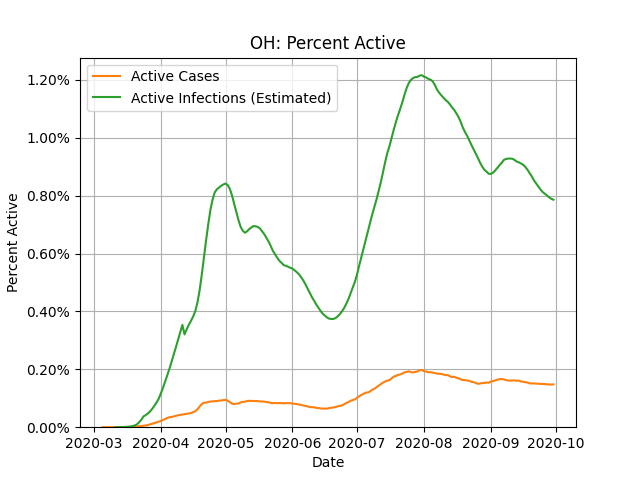 OH: Percent Active
Active Cases
Active Infections (Estimated)
Percent Active
1.20%
1.00%
0.80%
0.60%
0.40%
0.20%
0.00%
2020-03 2020-04 2020-05 2020-06 2020-07 2020-08 2020-09 2020-10
Date